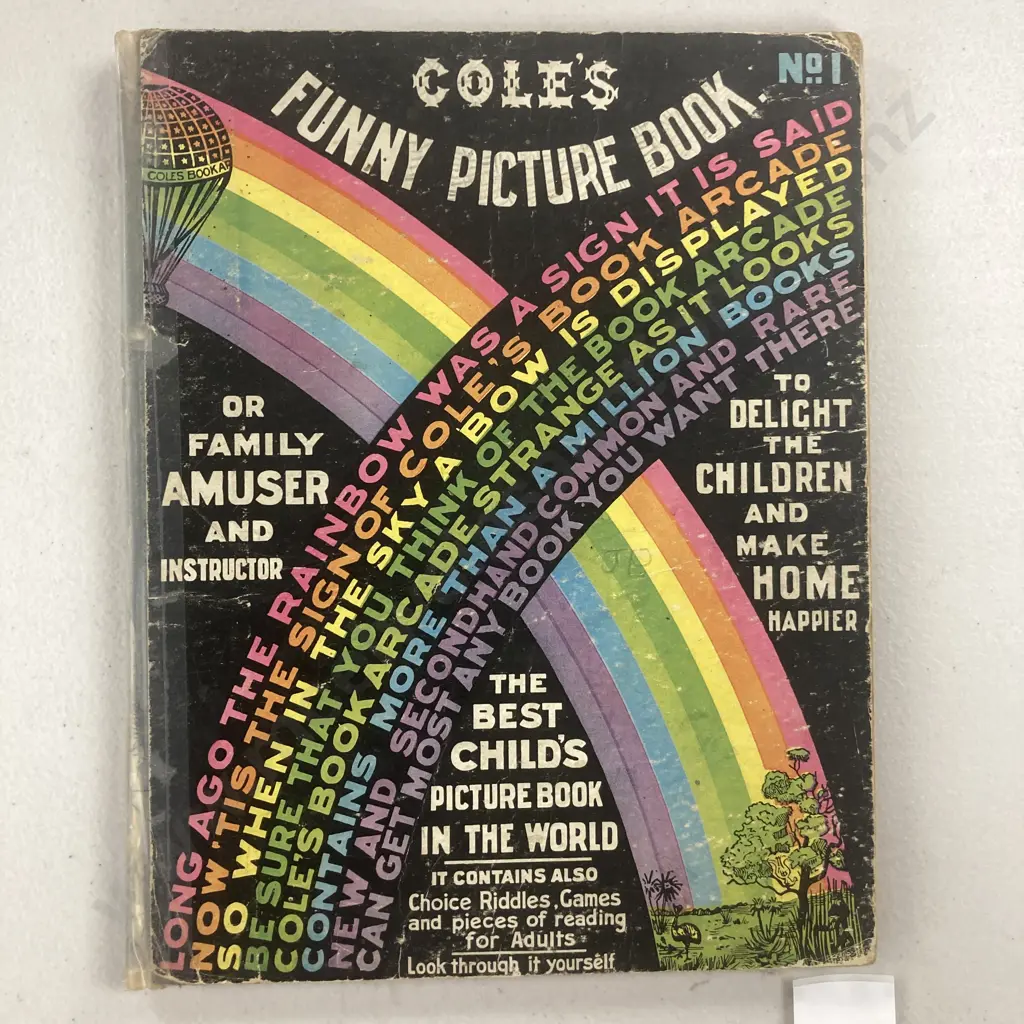 COLE'S
No 1
FUNNY PICTURE BOOK.
COLES BOOKAR
LONG AGO THE RAINBOW WAS A SIGN IT IS SAID
NOW 'TIS THE SIGN OF COLE'S BOOK ARCADE
SO WHEN IN THE SKY A BOW IS DISPLAYED
BE SURE THAT YOU THINK OF THE BOOK ARCADE
COLE'S BOOK ARCADE STRANGE AS IT LOOKS
CONTAINS MORE THAN A MILLION BOOKS
NEW AND SECONDHAND COMMON AND RARE
CAN GET MOST ANY BOOK YOU WANT THERE
OR
FAMILY
AMUSER
AND
INSTRUCTOR
TO
DELIGHT
THE
CHILDREN
AND
MAKE
HOME
HAPPIER
JD
THE
BEST
CHILD'S
PICTURE BOOK
IN THE WORLD
IT CONTAINS ALSO
Choice Riddles, Games
and pieces of reading
for Adults
Look through it yourself